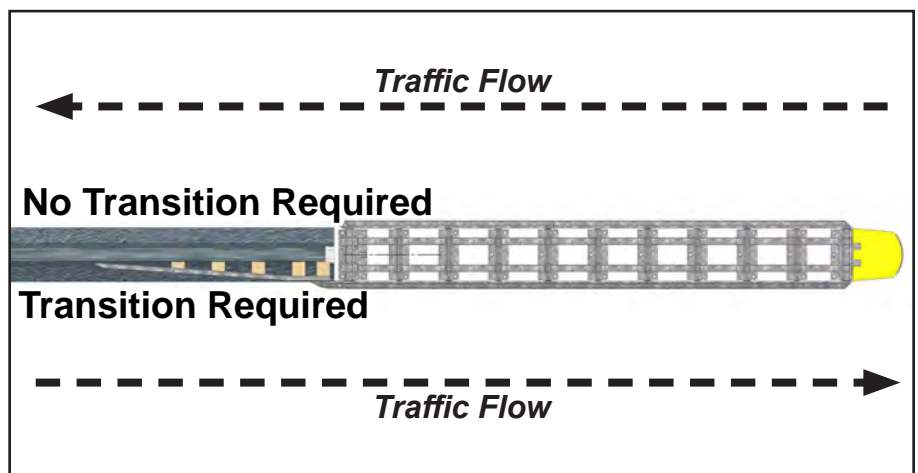 Traffic Flow
No Transition Required
Transition Required
Traffic Flow